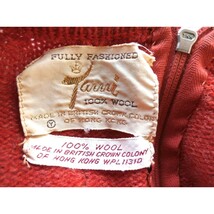 FULLY FASHIONED
100% WOOL
MADE IN BRITISH CROWN COLONY
OF HONG KONG
Y
100% WOOL
MADE IN BRITISH CROWN COLONY
OF HONG KONG WPL 11310